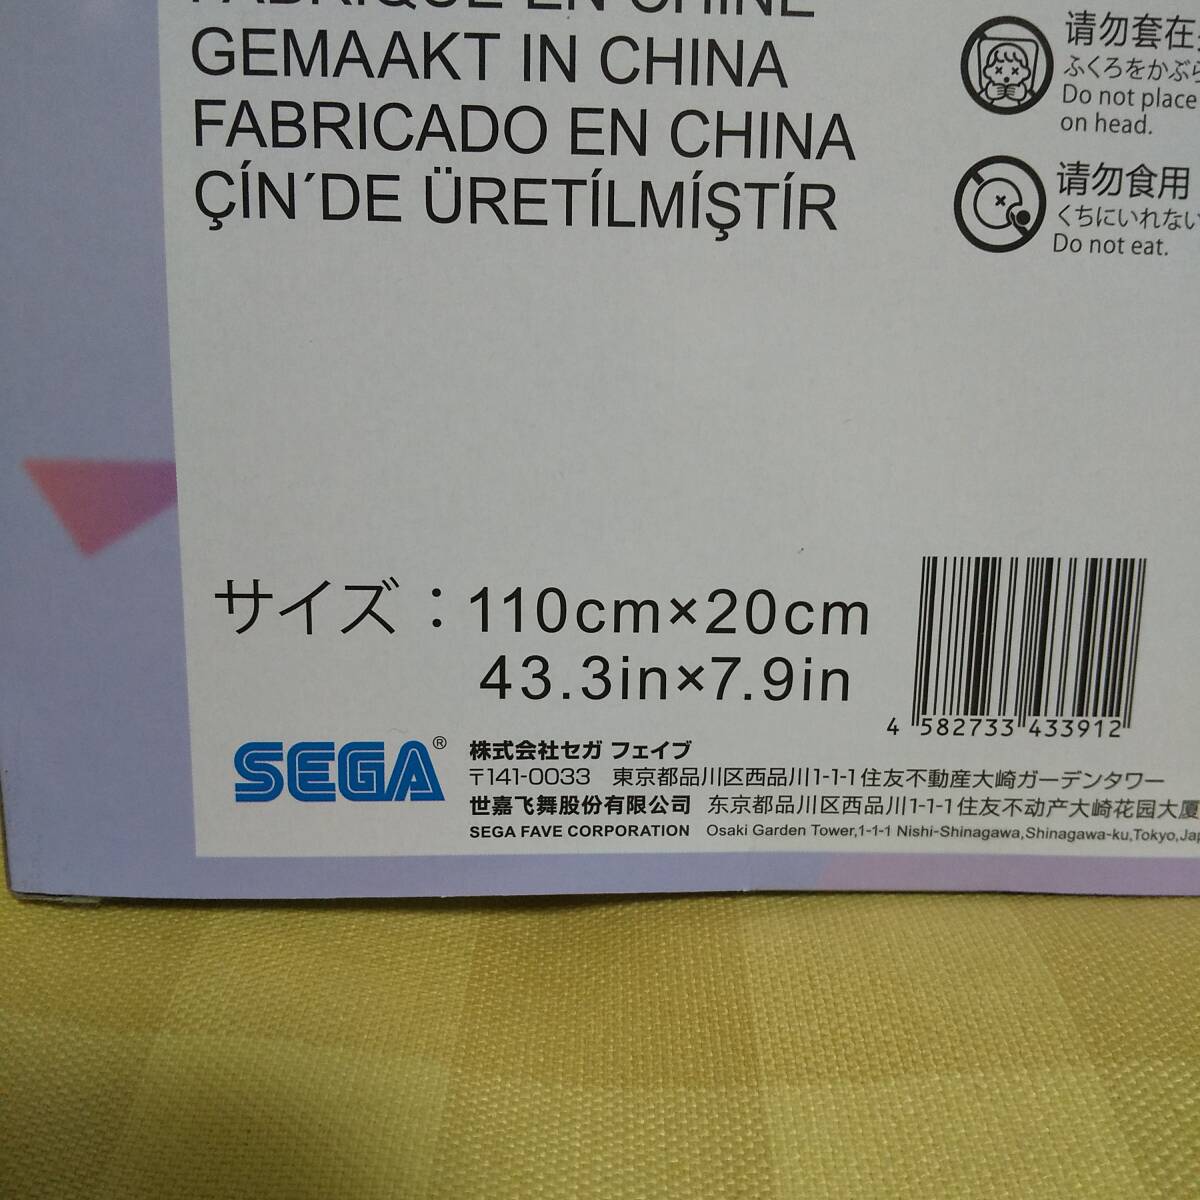 FABRIQUÉ EN CHINE
GEMAAKT IN CHINA
FABRICADO EN CHINA
ÇÍN´DE ÜRETÍLMÍŞTÍR
请勿套在
ふくろをかぶら
Do not place
on head.
请勿食用
くちにいれない
Do not eat.
サイズ：110cm×20cm
43.3in×7.9in
4 582733 433912
SEGA®
株式会社セガ フェイブ
〒141-0033 東京都品川区西品川1-1-1住友不動産大崎ガーデンタワー
世嘉飞舞股份有限公司 东京都品川区西品川1-1-1住友不动产大崎花园大厦
SEGA FAVE CORPORATION Osaki Garden Tower,1-1-1 Nishi-Shinagawa,Shinagawa-ku,Tokyo,Jap